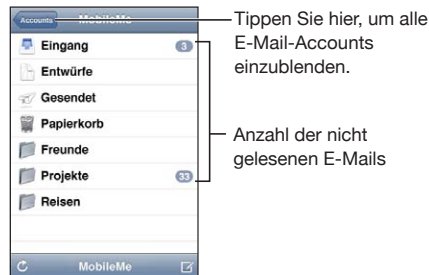 Accounts MobileMe
Tippen Sie hier, um alle
E-Mail-Accounts
einzublenden.
Eingang 3
Entwürfe
Gesendet
Papierkorb
Freunde
Projekte 33
Reisen
Anzahl der nicht
gelesenen E-Mails
MobileMe